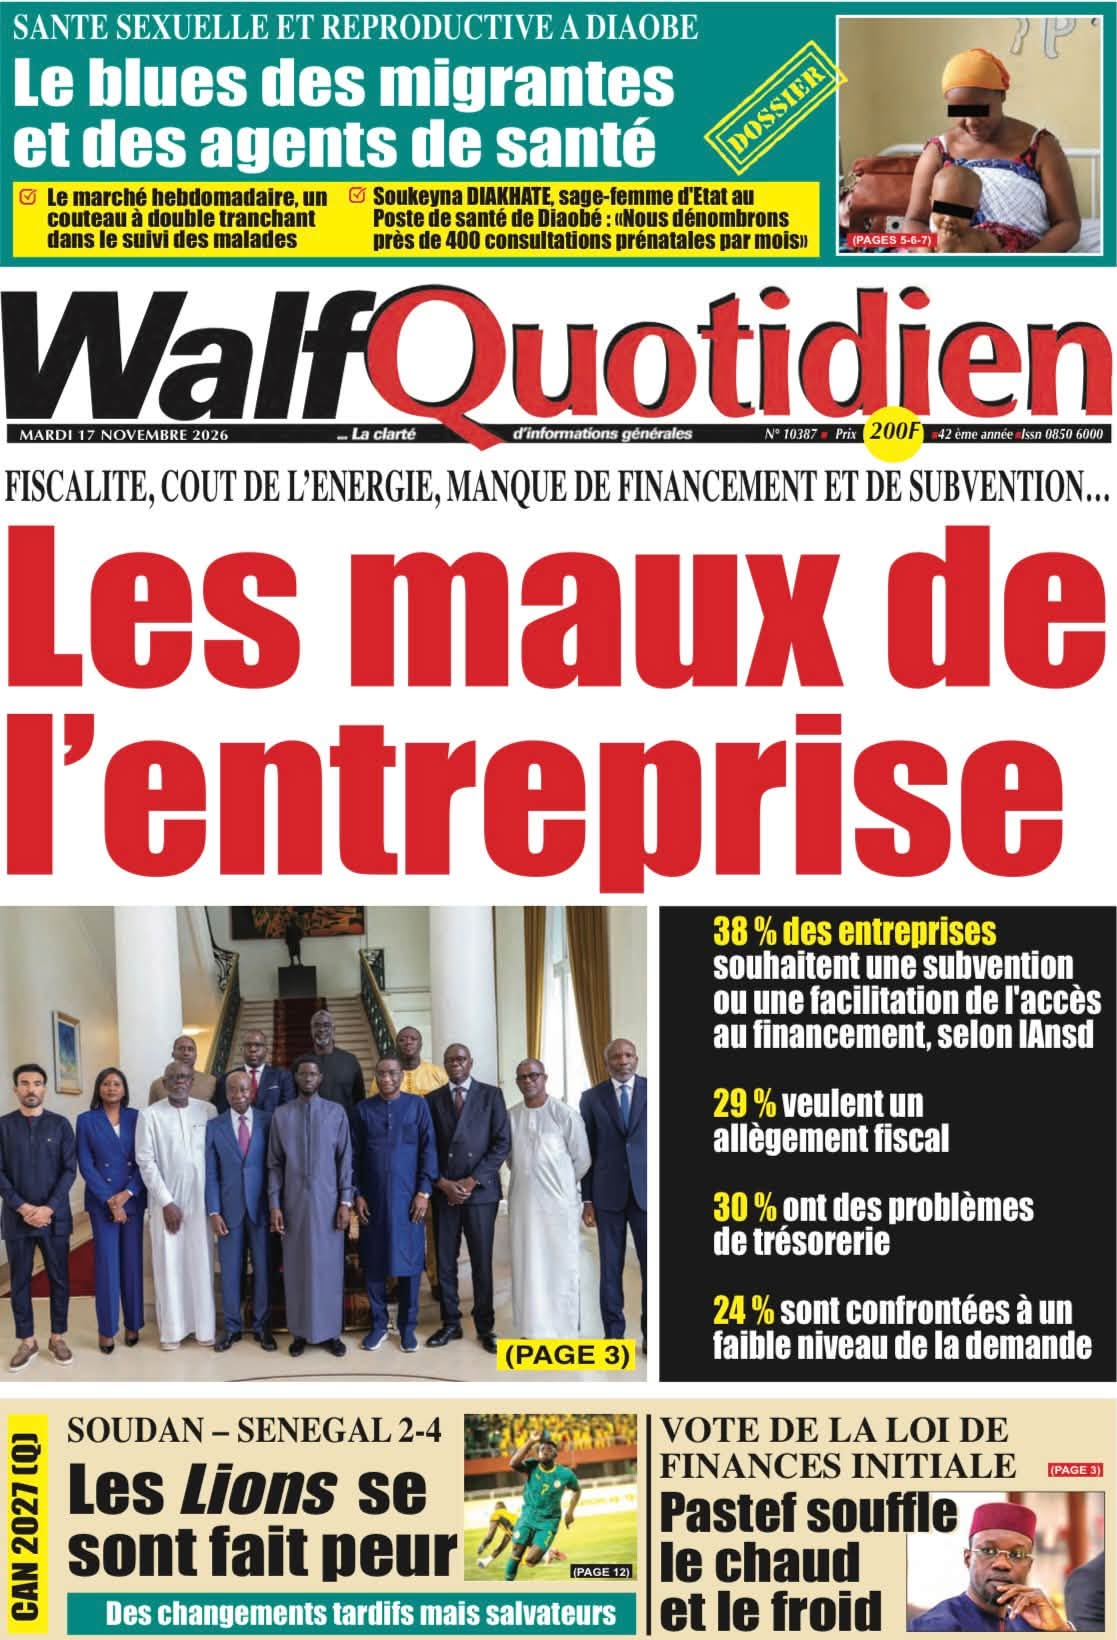 SANTE SEXUELLE ET REPRODUCTIVE A DIAOBE
Le blues des migrantes
et des agents de santé
DOSSIER
Le marché hebdomadaire, un
couteau à double tranchant
dans le suivi des malades
Soukeyna DIAKHATE, sage-femme d'Etat au
Poste de santé de Diaobé : «Nous dénombrons
près de 400 consultations prénatales par mois»
(PAGES 5-6-7)
WalfQuotidien
MARDI 17 NOVEMBRE 2026
... La clarté
d'informations générales
N° 10387 Prix 200F 42 ème année Issn 0850 6000
FISCALITE, COUT DE L'ENERGIE, MANQUE DE FINANCEMENT ET DE SUBVENTION...
Les maux de
l'entreprise
(PAGE 3)
38 % des entreprises
souhaitent une subvention
ou une facilitation de l'accès
au financement, selon lAnsd
29 % veulent un
allègement fiscal
30 % ont des problèmes
de trésorerie
24 % sont confrontées à un
faible niveau de la demande
CAN 2027 (Q)
SOUDAN – SENEGAL 2-4
Les Lions se
sont fait peur
7
(PAGE 12)
Des changements tardifs mais salvateurs
VOTE DE LA LOI DE
FINANCES INITIALE
(PAGE 3)
Pastef souffle
le chaud
et le froid